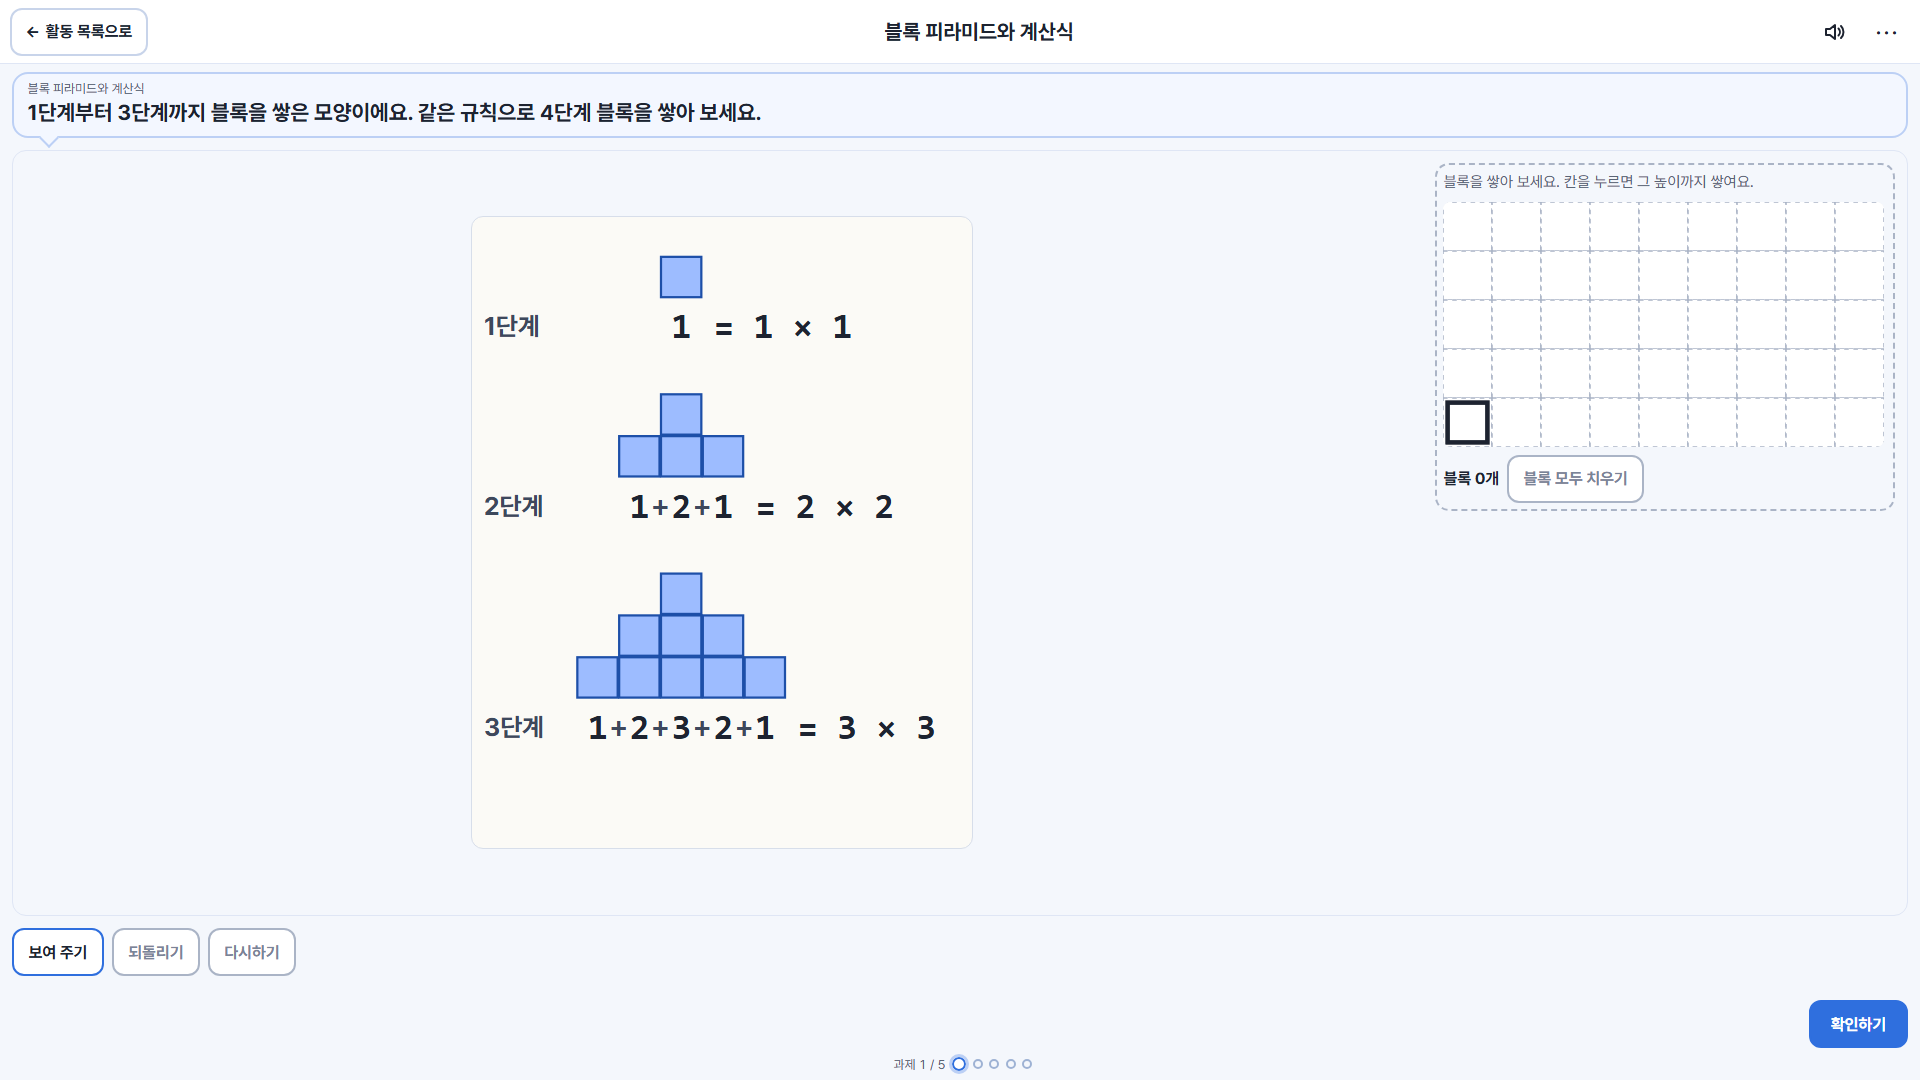 ← 활동 목록으로
블록 피라미드와 계산식
블록 피라미드와 계산식
1단계부터 3단계까지 블록을 쌓은 모양이에요. 같은 규칙으로 4단계 블록을 쌓아 보세요.
1단계 1 = 1 × 1
2단계 1+2+1 = 2 × 2
3단계 1+2+3+2+1 = 3 × 3
블록을 쌓아 보세요. 칸을 누르면 그 높이까지 쌓여요.
블록 0개 블록 모두 치우기
보여 주기 되돌리기 다시하기
확인하기
과제 1 / 5